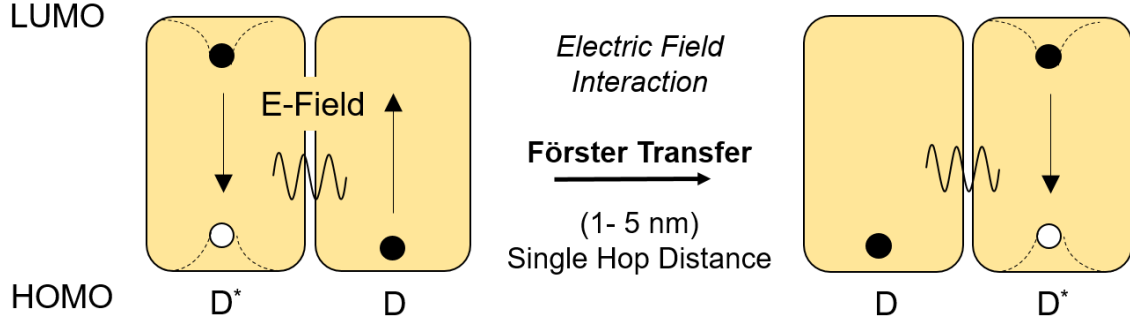 LUMO
E-Field
HOMO
D*
D
Electric Field
Interaction
Förster Transfer
(1- 5 nm)
Single Hop Distance
D
D*